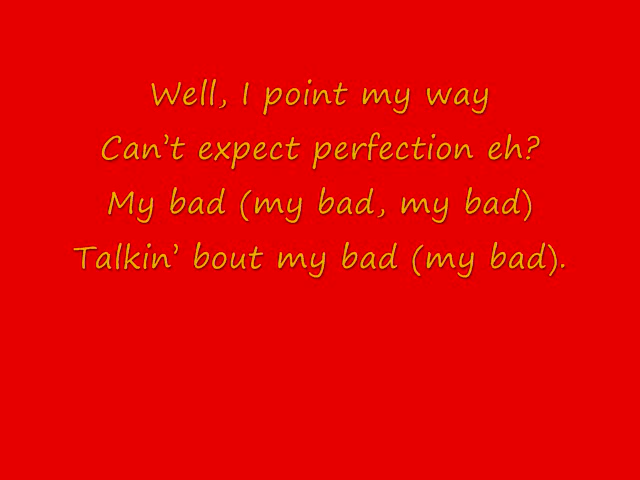 Well, I point my way
Can’t expect perfection eh?
My bad (my bad, my bad)
Talkin’ bout my bad (my bad).